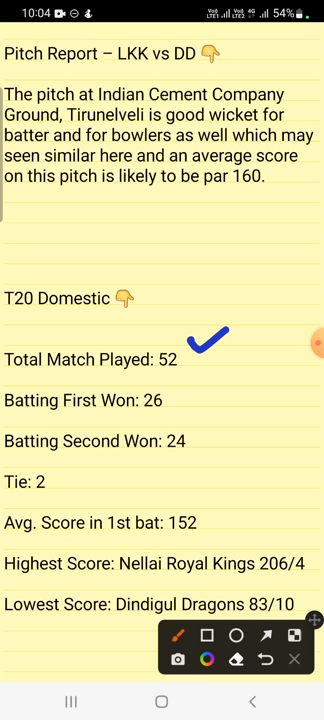 10:04 54%
Pitch Report – LKK vs DD 👇
The pitch at Indian Cement Company
Ground, Tirunelveli is good wicket for
batter and for bowlers as well which may
seen similar here and an average score
on this pitch is likely to be par 160.
T20 Domestic 👇
Total Match Played: 52
Batting First Won: 26
Batting Second Won: 24
Tie: 2
Avg. Score in 1st bat: 152
Highest Score: Nellai Royal Kings 206/4
Lowest Score: Dindigul Dragons 83/10